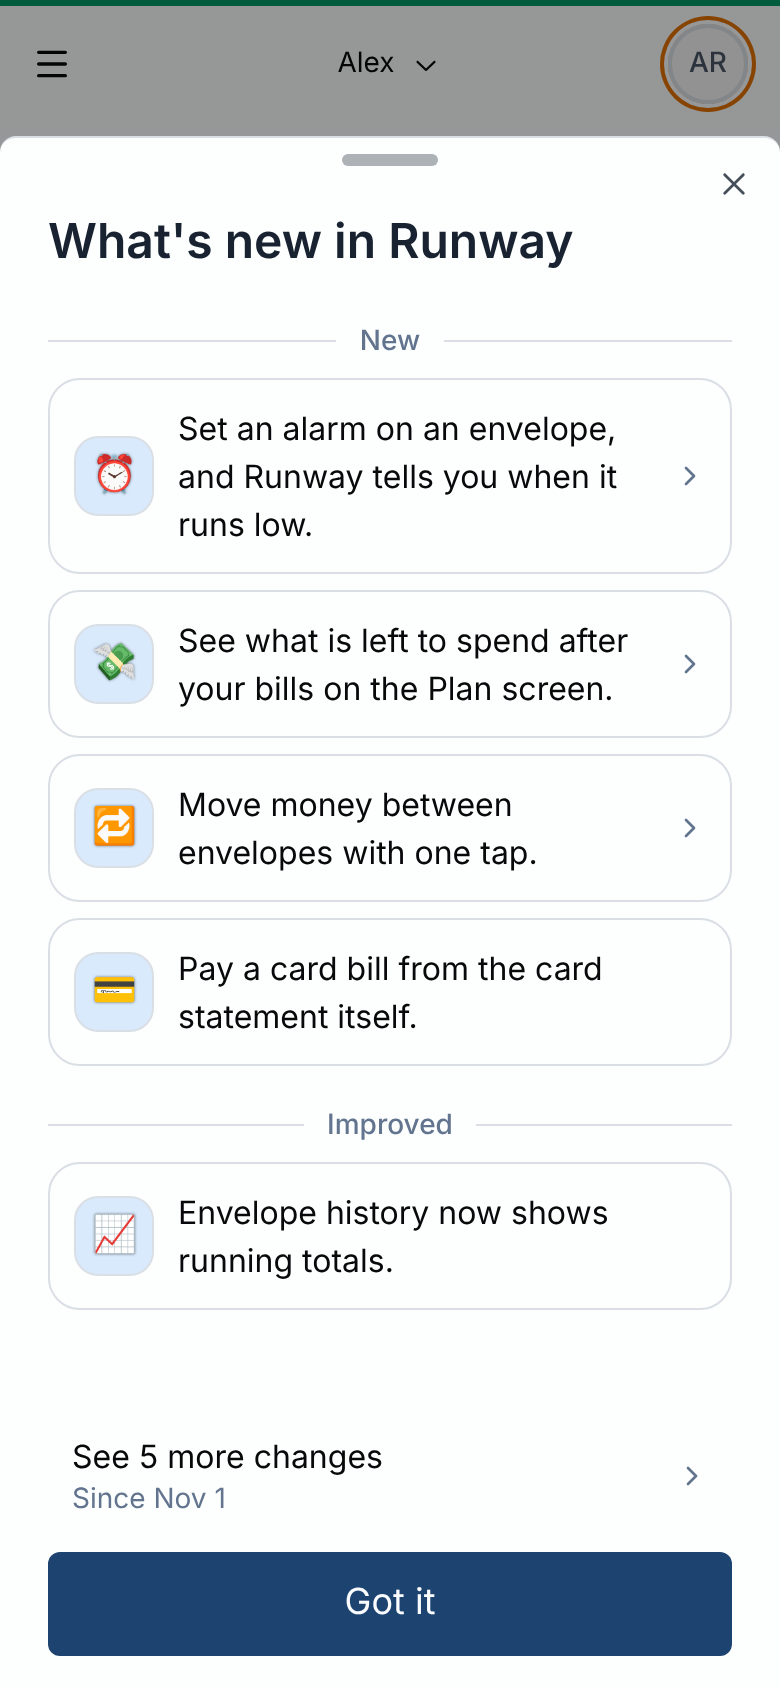 Alex
AR
What's new in Runway
New
Set an alarm on an envelope,
and Runway tells you when it
runs low.
See what is left to spend after
your bills on the Plan screen.
Move money between
envelopes with one tap.
Pay a card bill from the card
statement itself.
Improved
Envelope history now shows
running totals.
See 5 more changes
Since Nov 1
Got it